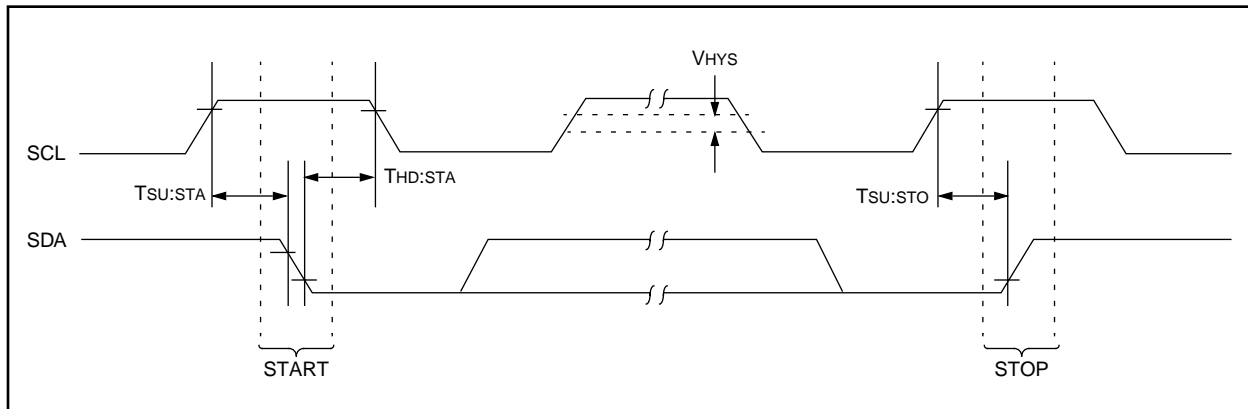 VHYS
SCL
TSU:STA
THD:STA
TSU:STO
SDA
START
STOP